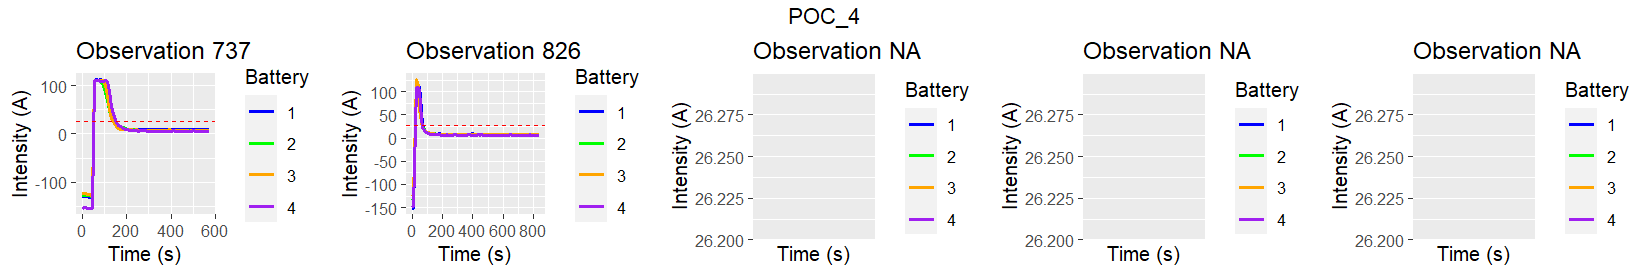 POC_4
Observation 737
Intensity (A)
100
0
-100
0 200 400 600
Time (s)
Battery
1
2
3
4
Observation 826
Intensity (A)
100
50
0
-50
-100
-150
0 200 400 600 800
Time (s)
Battery
1
2
3
4
Observation NA
Intensity (A)
26.275
26.250
26.225
26.200
Time (s)
Battery
1
2
3
4
Observation NA
Intensity (A)
26.275
26.250
26.225
26.200
Time (s)
Battery
1
2
3
4
Observation NA
Intensity (A)
26.275
26.250
26.225
26.200
Time (s)
Battery
1
2
3
4